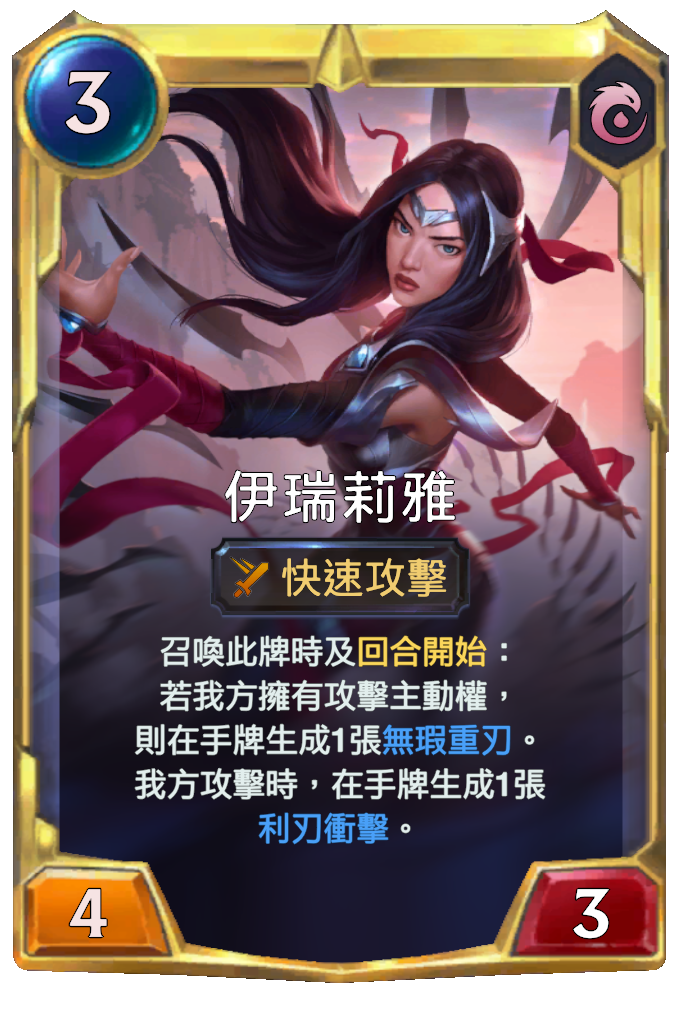 3
伊瑞莉雅
快速攻擊
召喚此牌時及回合開始：
若我方擁有攻擊主動權，
則在手牌生成1張無瑕重刃。
我方攻擊時，在手牌生成1張
利刃衝擊。
4
3